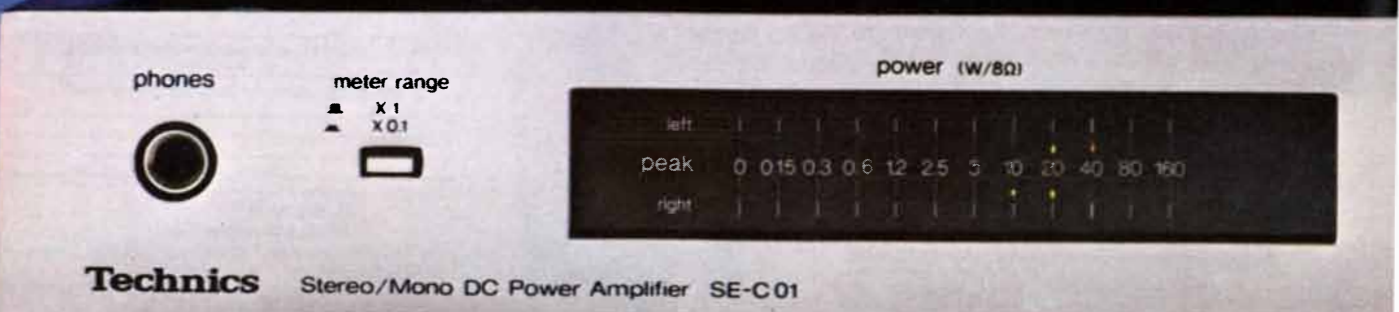 phones
meter range
X 1
X 0.1
power (W/8Ω)
left
peak 0 0.15 0.3 0.6 1.2 2.5 5 10 20 40 80 160
right
Technics Stereo/Mono DC Power Amplifier SE-C01